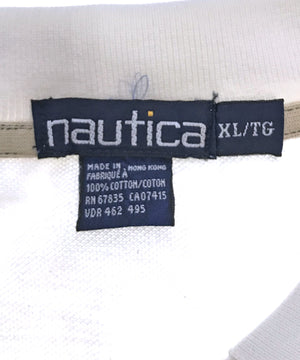 nautica XL/TG
MADE IN HONG KONG
FABRIQUÉ À
100% COTTON/COTON
RN 67835 CA07415
VDR 462 495